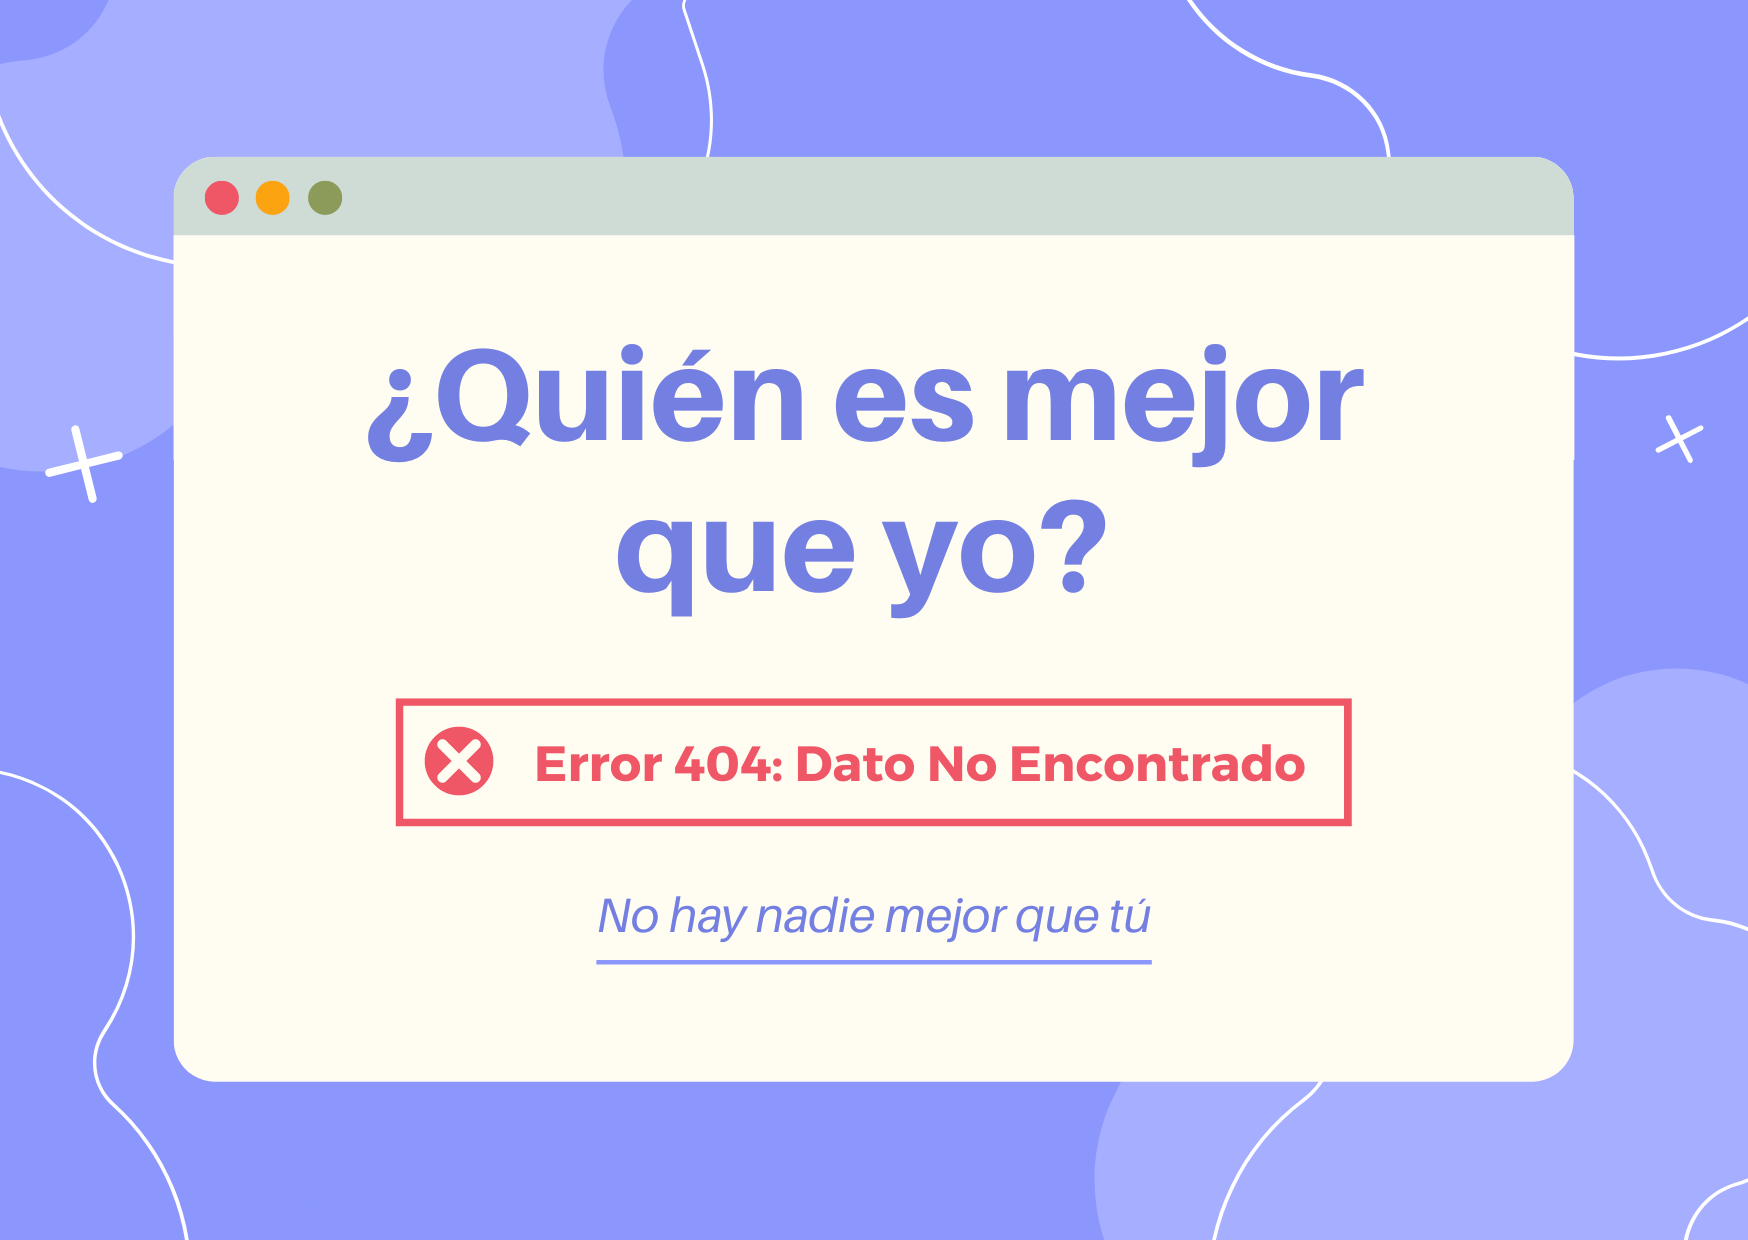 ¿Quién es mejor
que yo?
Error 404: Dato No Encontrado
No hay nadie mejor que tú